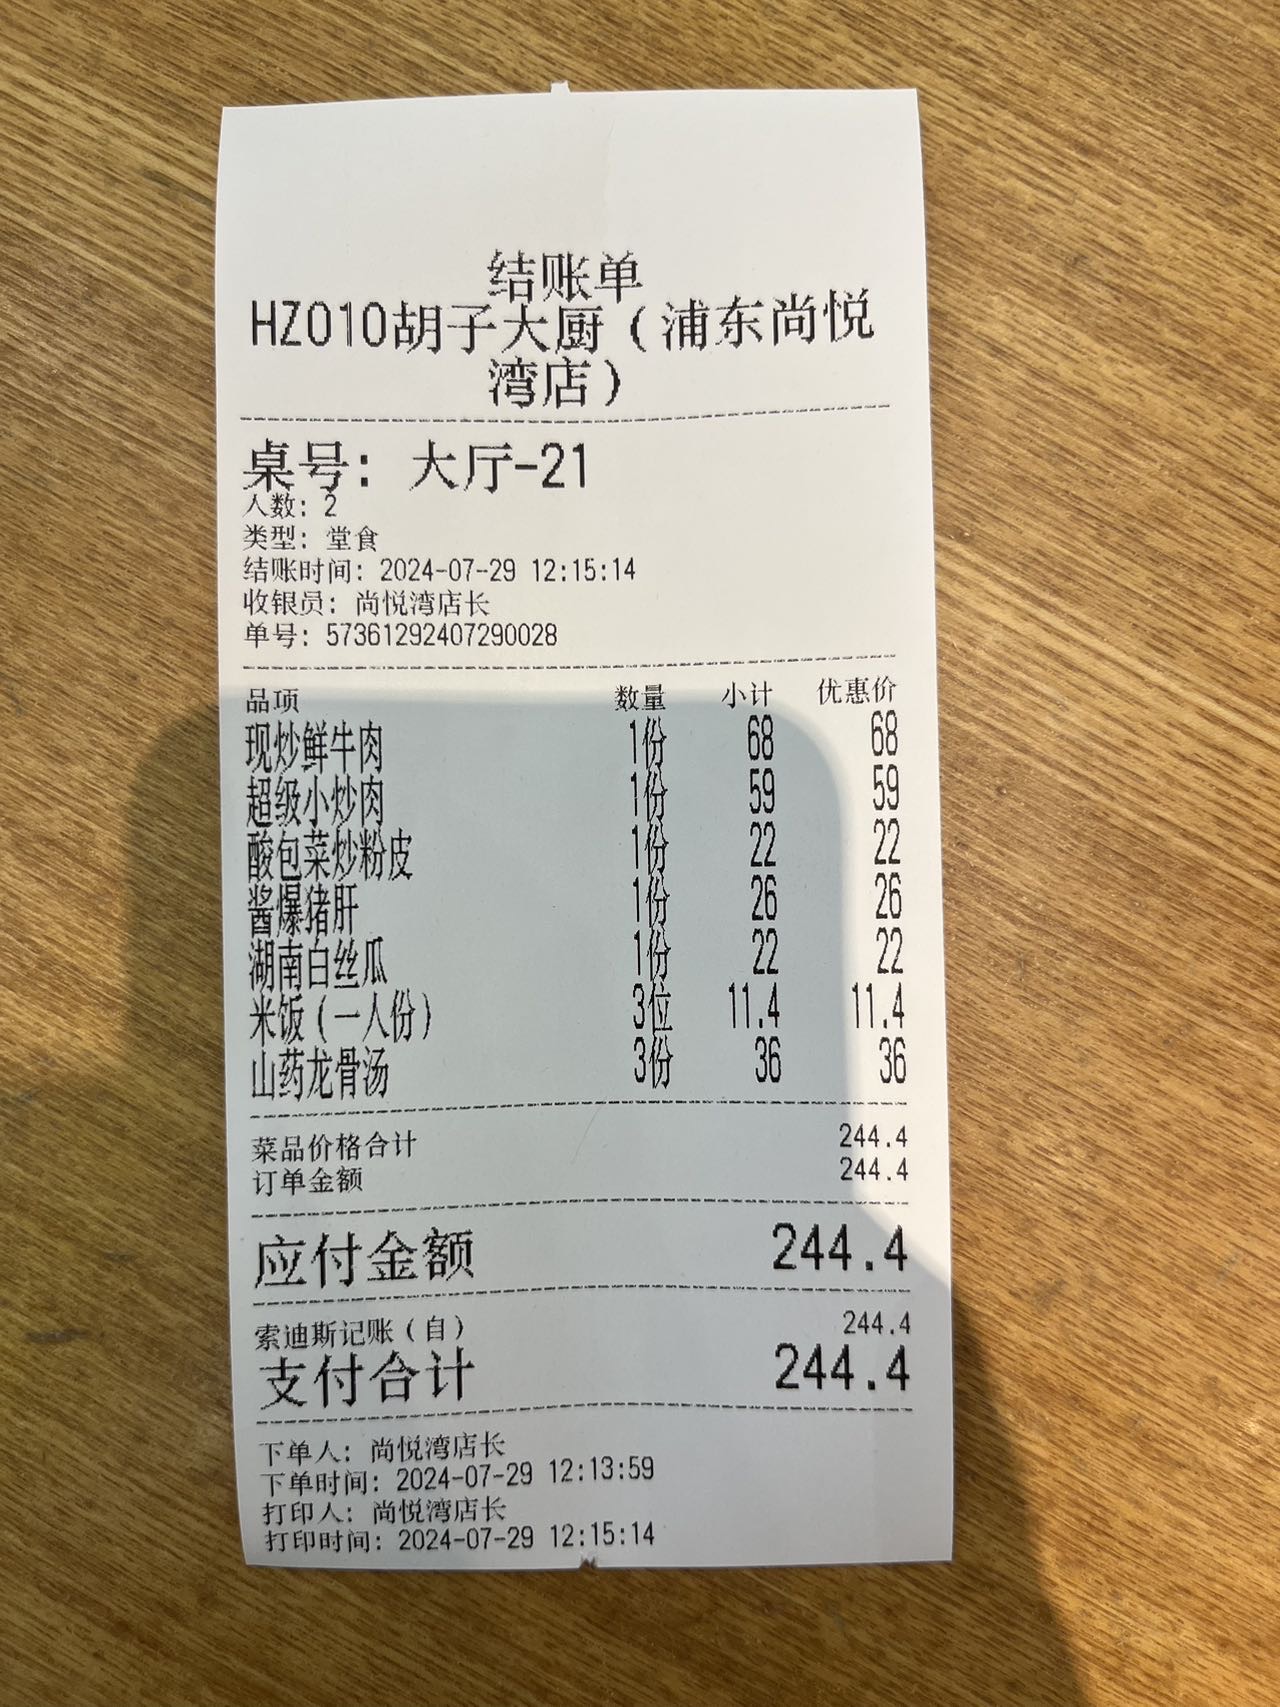 结账单
HZ010胡子大厨（浦东尚悦
湾店）
桌号：大厅-21
人数：2
类型：堂食
结账时间：2024-07-29 12:15:14
收银员：尚悦湾店长
单号：57361292407290028
品项 数量 小计 优惠价
现炒鲜牛肉 1份 68 68
超级小炒肉 1份 59 59
酸包菜炒粉皮 1份 22 22
酱爆猪肝 1份 26 26
湖南白丝瓜 1份 22 22
米饭（一人份） 3位 11.4 11.4
山药龙骨汤 3份 36 36
菜品价格合计 244.4
订单金额 244.4
应付金额 244.4
索迪斯记账（自） 244.4
支付合计 244.4
下单人：尚悦湾店长
下单时间：2024-07-29 12:13:59
打印人：尚悦湾店长
打印时间：2024-07-29 12:15:14